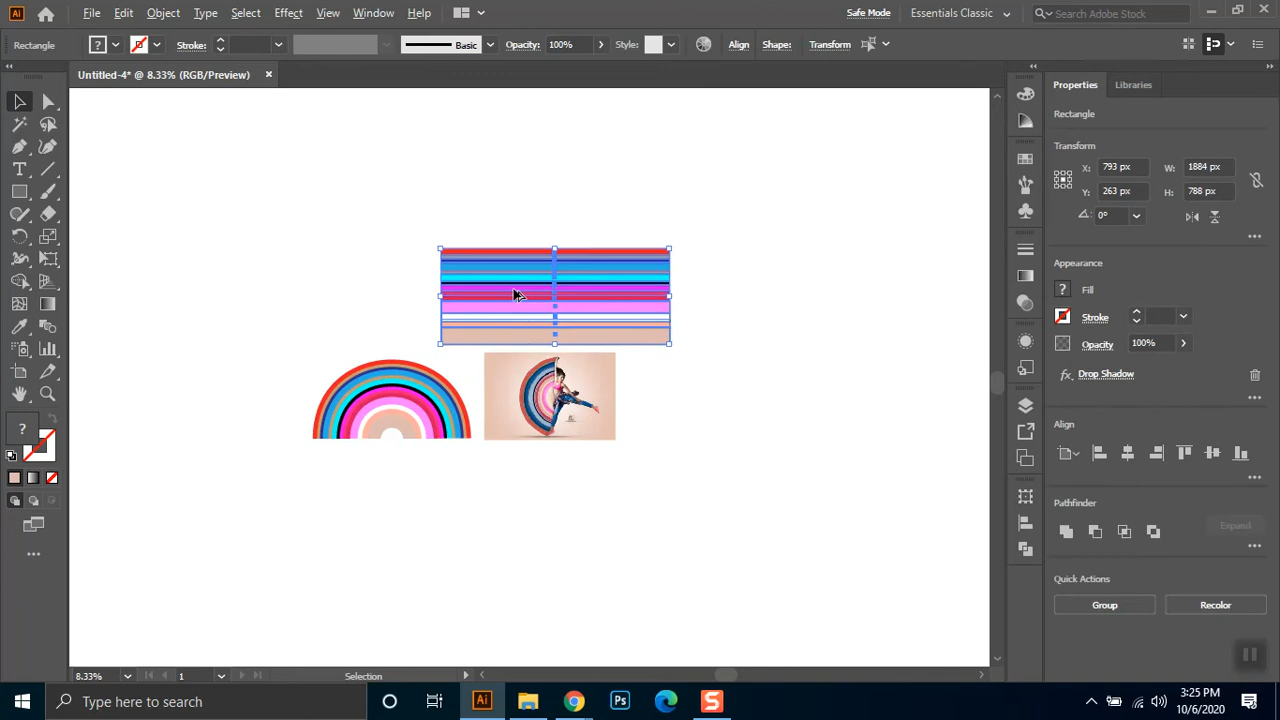 Ai File Edit Object Type Select Effect View Window Help Safe Mode Essentials Classic Search Adobe Stock
Rectangle ? Stroke: Basic Opacity: 100% Style: Align Shape: Transform
Untitled-4* @ 8.33% (RGB/Preview) ×
Properties Libraries
Rectangle
Transform
X: 793 px W: 1884 px
Y: 263 px H: 788 px
0°
Appearance
? Fill
Stroke
Opacity 100%
fx. Drop Shadow
Align
Pathfinder
Expand
Quick Actions
Group Recolor
T
?
8.33% 1 Selection
Type here to search Ai Ps S 3:25 PM
10/6/2020